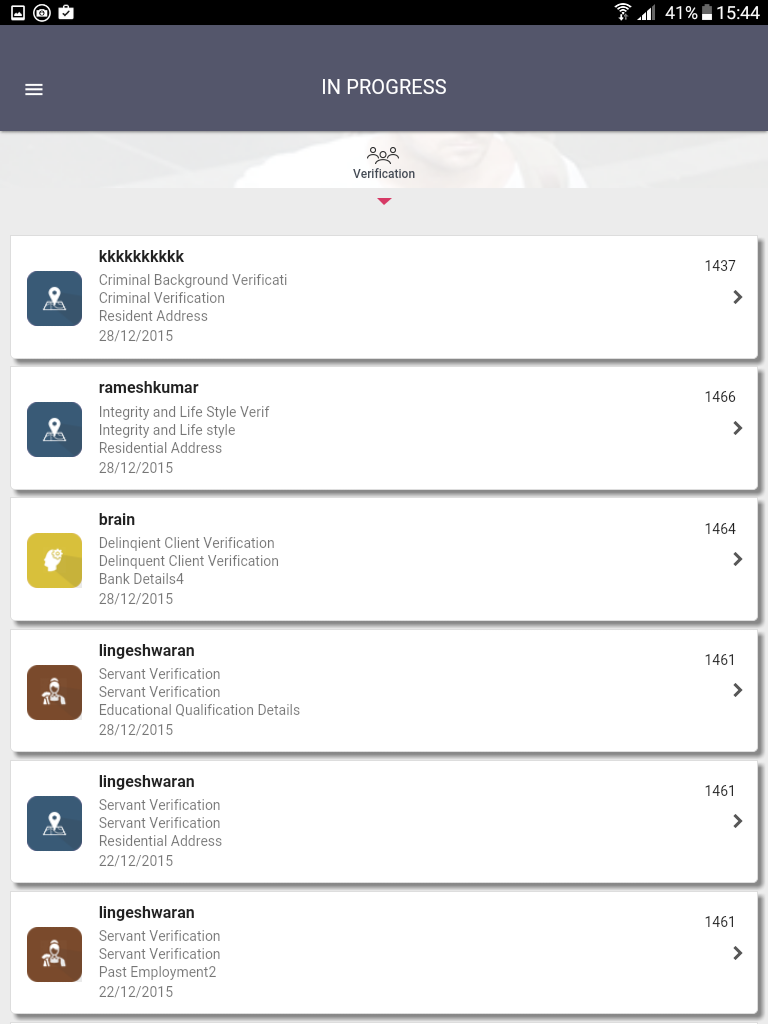 41% 15:44
IN PROGRESS
Verification
kkkkkkkkkk
1437
Criminal Background Verificati
Criminal Verification
Resident Address
28/12/2015
rameshkumar
1466
Integrity and Life Style Verif
Integrity and Life style
Residential Address
28/12/2015
brain
1464
Delinqient Client Verification
Delinquent Client Verification
Bank Details4
28/12/2015
lingeshwaran
1461
Servant Verification
Servant Verification
Educational Qualification Details
28/12/2015
lingeshwaran
1461
Servant Verification
Servant Verification
Residential Address
22/12/2015
lingeshwaran
1461
Servant Verification
Servant Verification
Past Employment2
22/12/2015